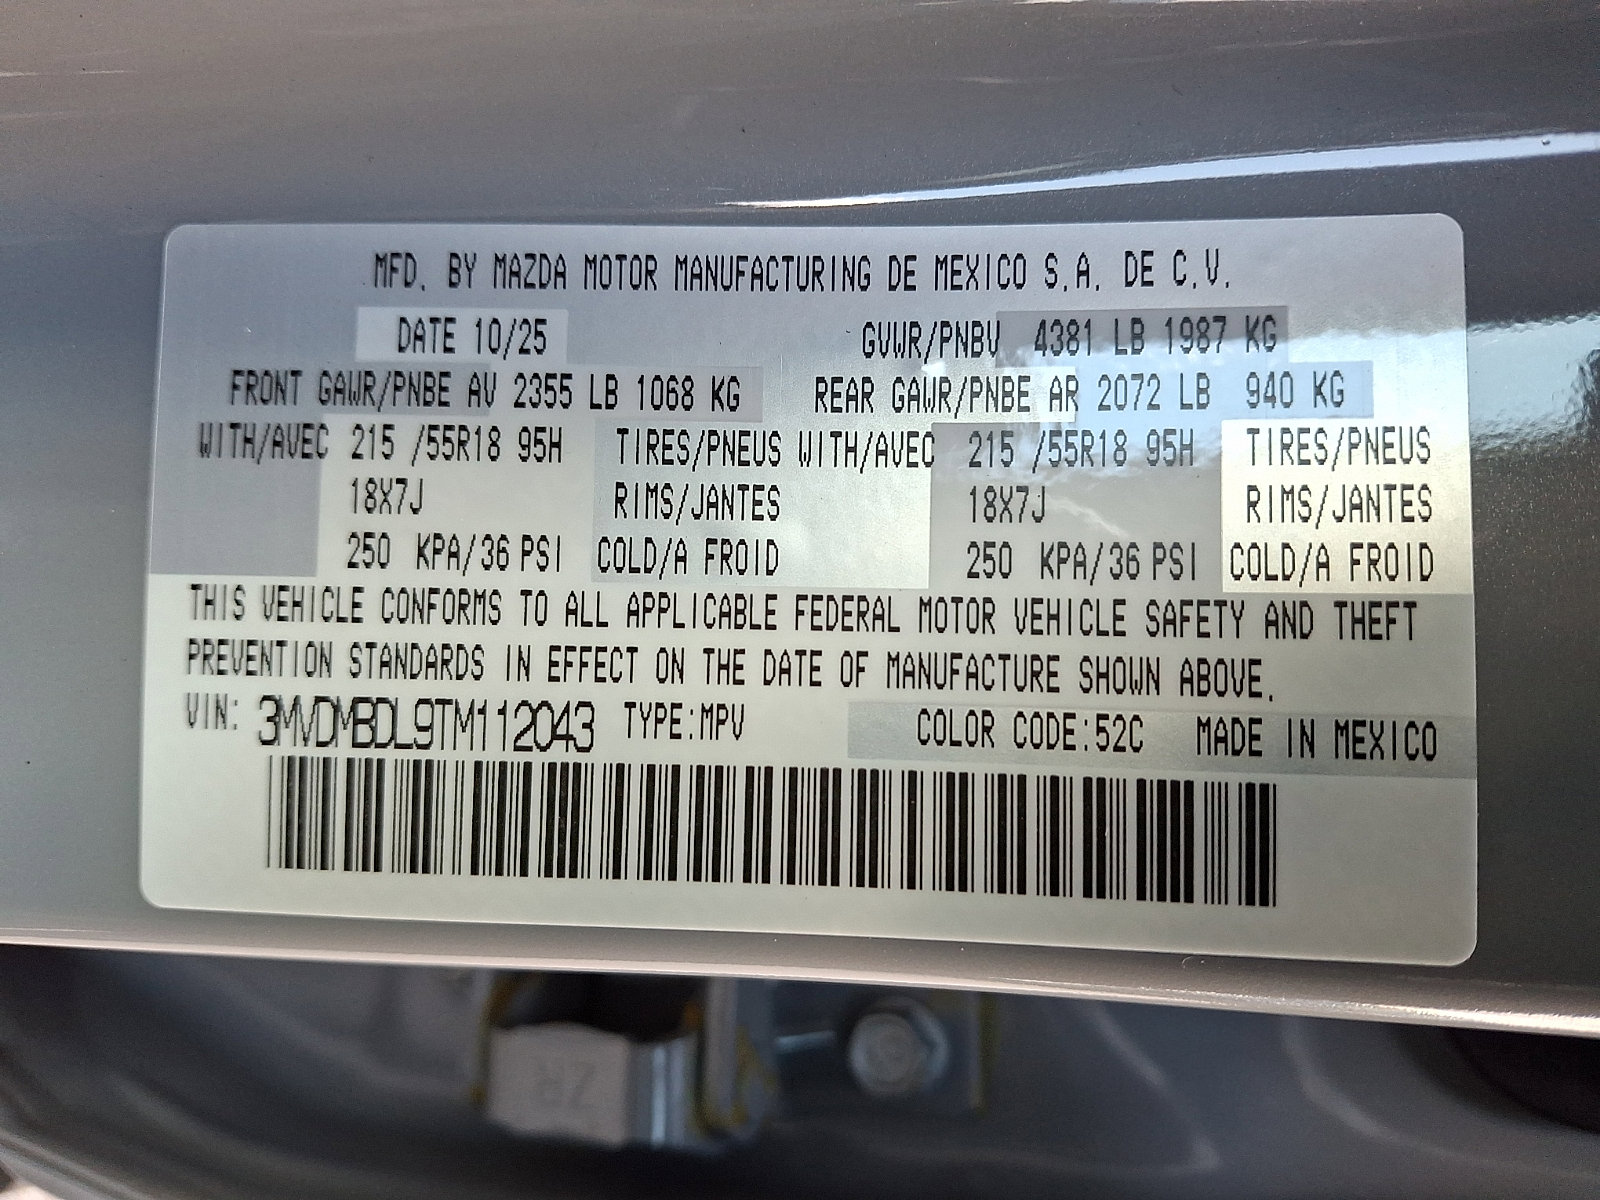 MFD. BY MAZDA MOTOR MANUFACTURING DE MEXICO S.A. DE C.V.
DATE 10/25 GVWR/PNBV 4381 LB 1987 KG
FRONT GAWR/PNBE AV 2355 LB 1068 KG REAR GAWR/PNBE AR 2072 LB 940 KG
WITH/AVEC 215 /55R18 95H TIRES/PNEUS WITH/AVEC 215 /55R18 95H TIRES/PNEUS
18X7J RIMS/JANTES 18X7J RIMS/JANTES
250 KPA/36 PSI COLD/A FROID 250 KPA/36 PSI COLD/A FROID
THIS VEHICLE CONFORMS TO ALL APPLICABLE FEDERAL MOTOR VEHICLE SAFETY AND THEFT
PREVENTION STANDARDS IN EFFECT ON THE DATE OF MANUFACTURE SHOWN ABOVE.
VIN: 3MVDMBDL9TM112043 TYPE:MPV COLOR CODE:52C MADE IN MEXICO